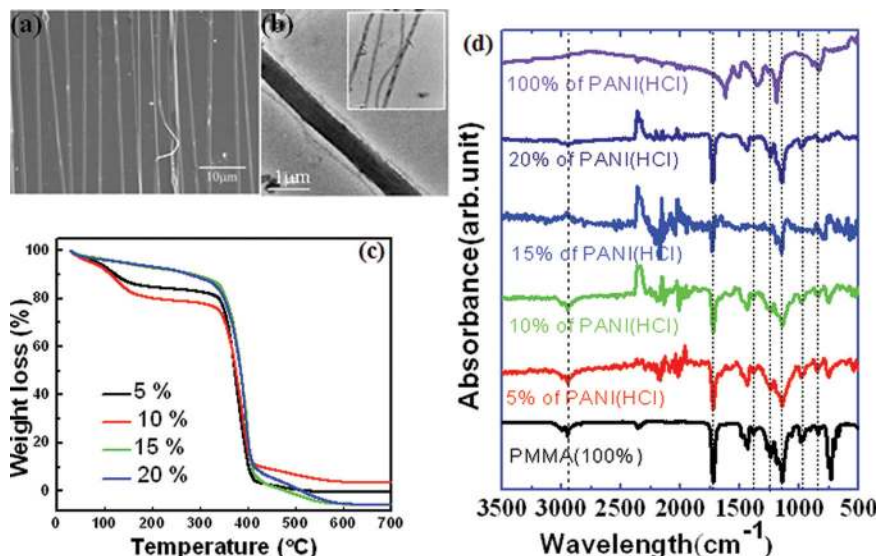 (a)
10μm
(b)
1μm
(c)
Weight loss (%)
100
80
60
40
20
0
5 %
10 %
15 %
20 %
0
100
200
300
400
500
600
700
Temperature (°C)
(d)
Absorbance(arb.unit)
100% of PANI(HCl)
20% of PANI(HCl)
15% of PANI(HCl)
10% of PANI(HCl)
5% of PANI(HCl)
PMMA(100%)
3500 3000 2500 2000 1500 1000 500
Wavelength(cm⁻¹)